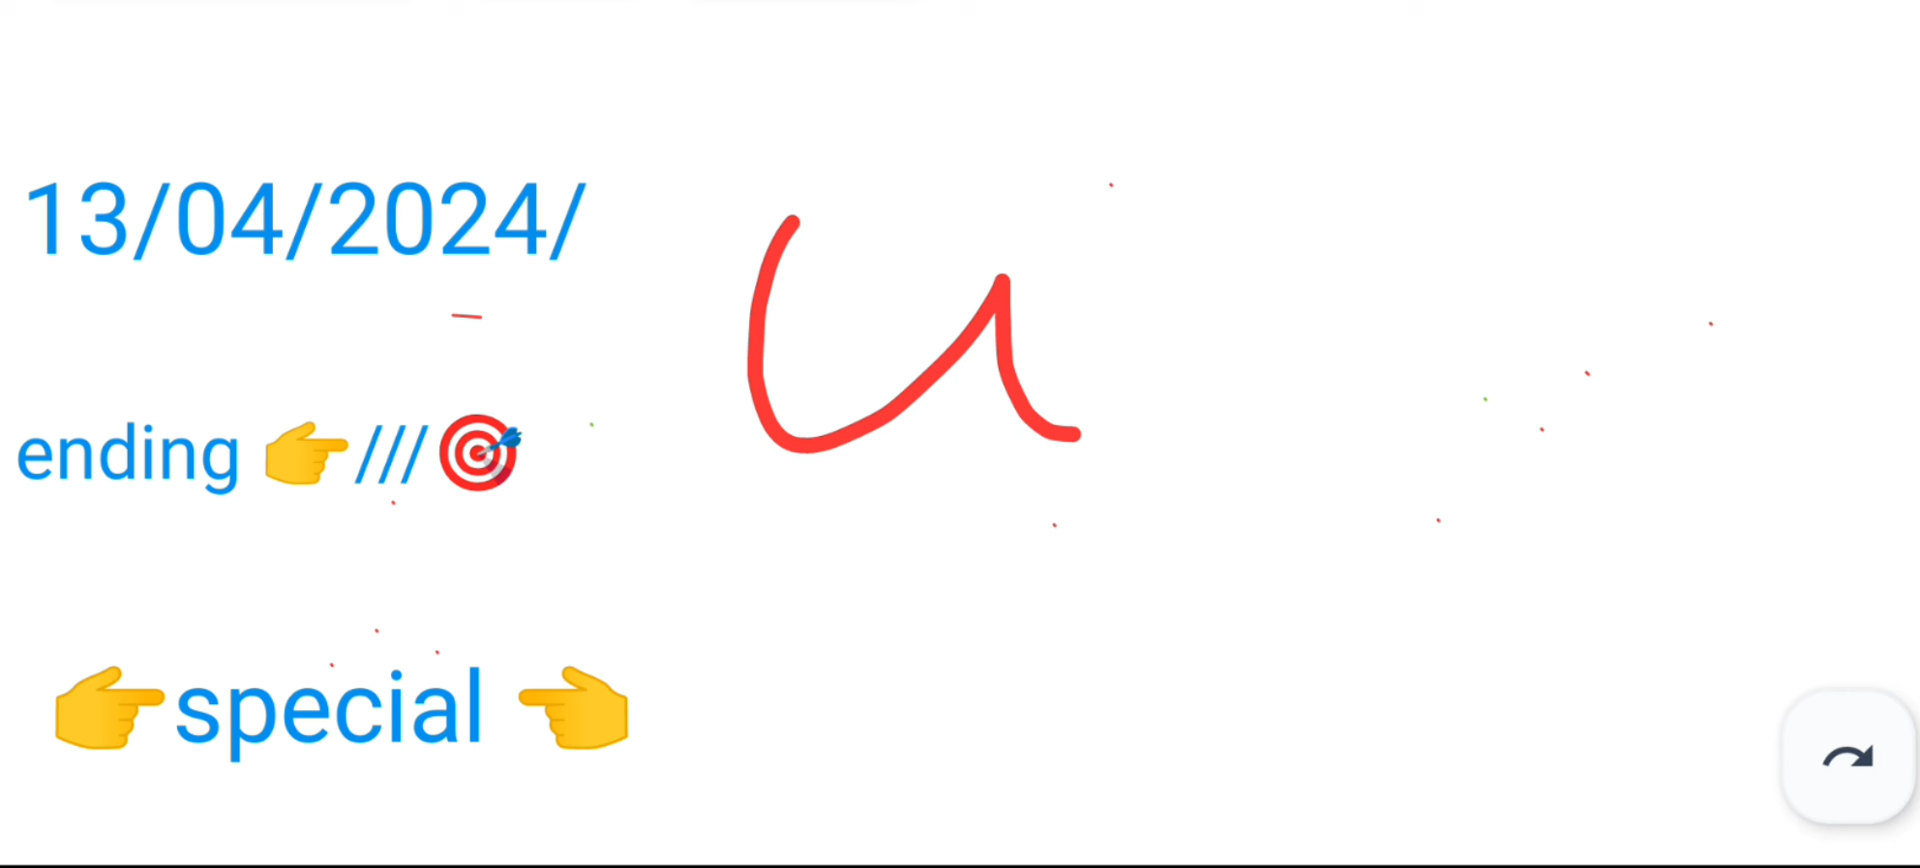 13/04/2024/
u
ending 👉///🎯
👉special 👈